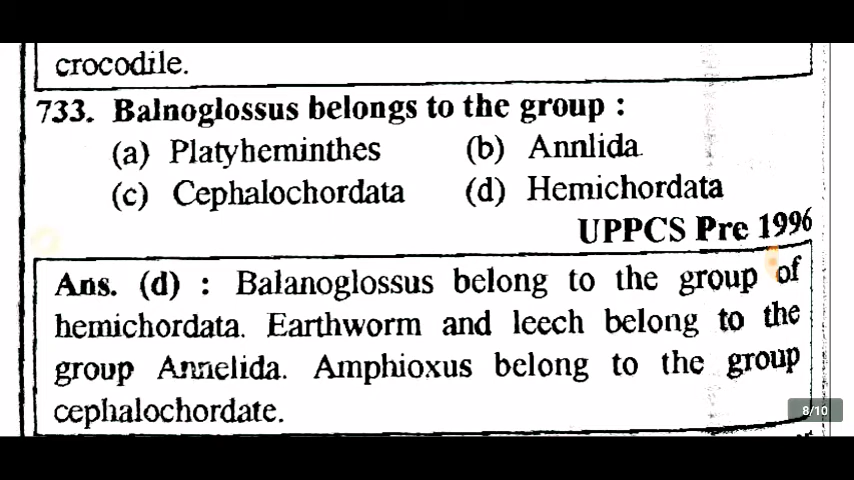 crocodile.
733. Balnoglossus belongs to the group :
(a) Platyheminthes (b) Annlida
(c) Cephalochordata (d) Hemichordata
UPPCS Pre 1996
Ans. (d) : Balanoglossus belong to the group of
hemichordata. Earthworm and leech belong to the
group Annelida. Amphioxus belong to the group
cephalochordate.
8/10